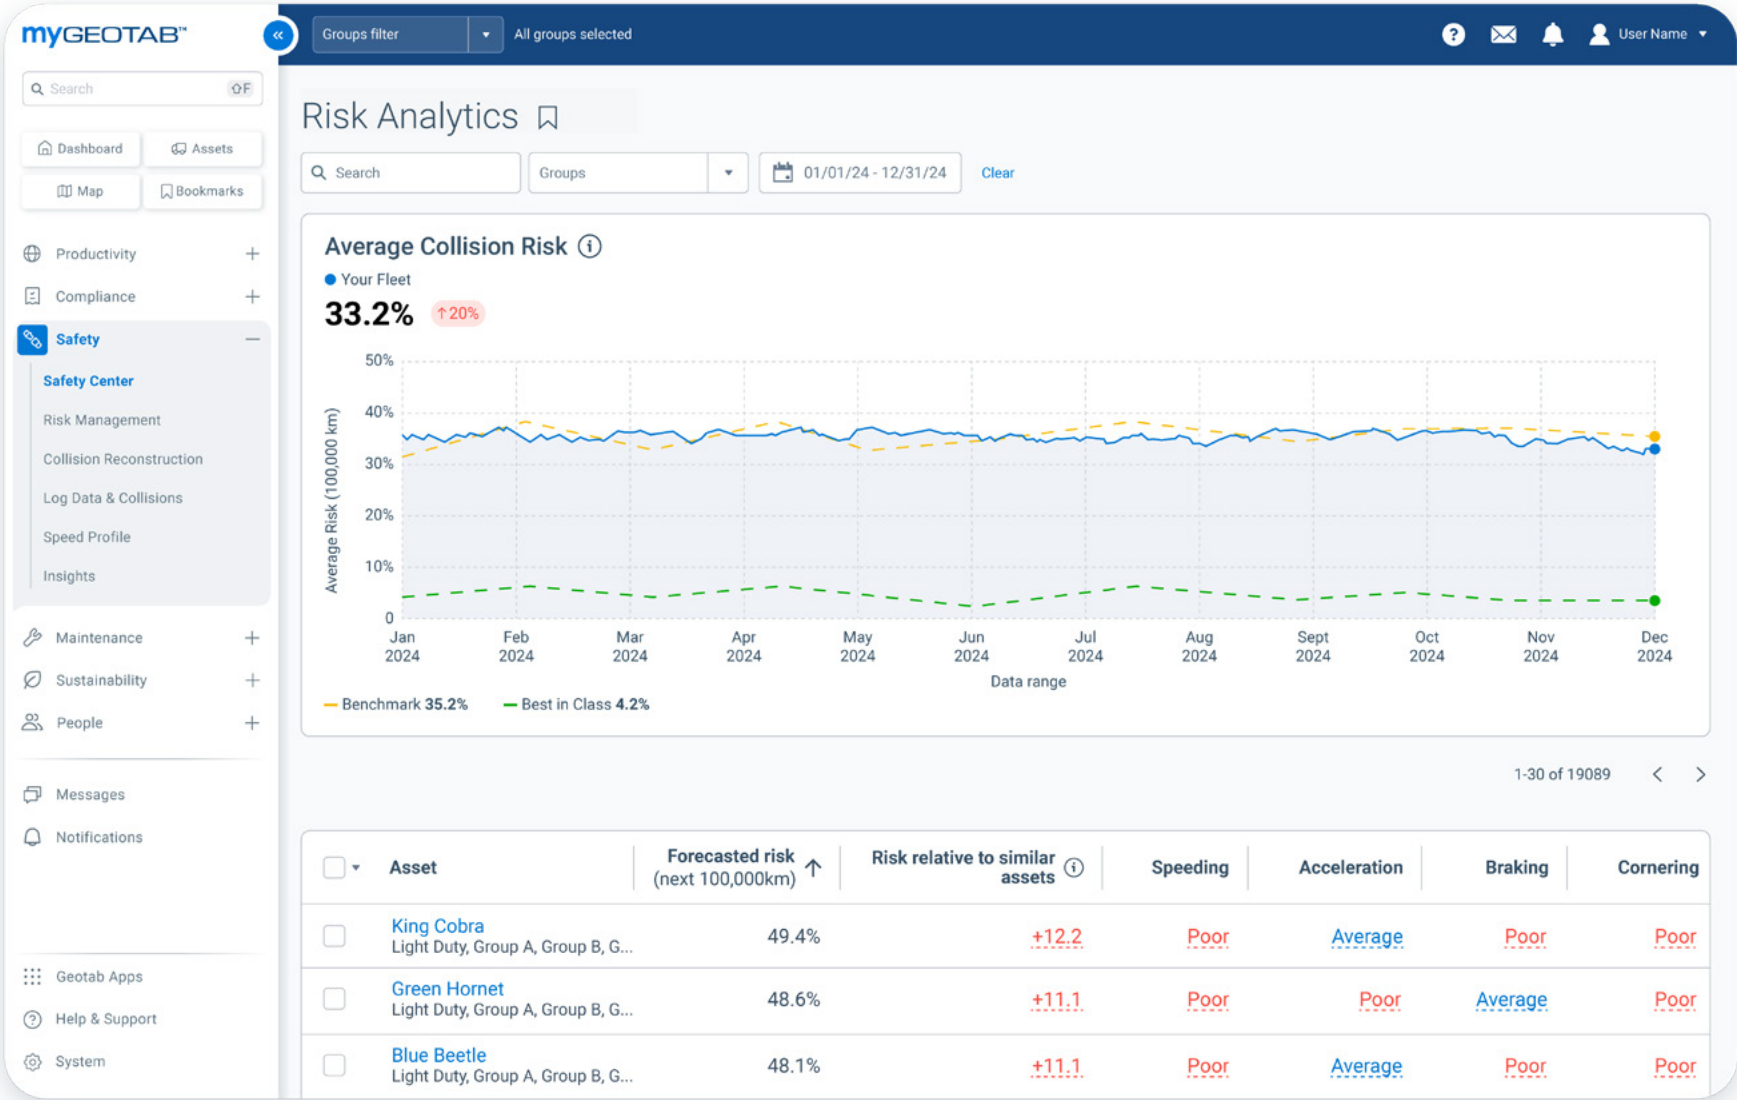 myGEOTAB™
Groups filter
All groups selected
User Name
Search
⇧F
Dashboard
Assets
Map
Bookmarks
Productivity
Compliance
Safety
Safety Center
Risk Management
Collision Reconstruction
Log Data & Collisions
Speed Profile
Insights
Maintenance
Sustainability
People
Messages
Notifications
Geotab Apps
Help & Support
System
Risk Analytics
Search
Groups
01/01/24 - 12/31/24
Clear
Average Collision Risk
Your Fleet
33.2% ↑20%
Average Risk (100,000 km)
50%
40%
30%
20%
10%
0
Jan 2024
Feb 2024
Mar 2024
Apr 2024
May 2024
Jun 2024
Jul 2024
Aug 2024
Sept 2024
Oct 2024
Nov 2024
Dec 2024
Data range
Benchmark 35.2%
Best in Class 4.2%
1-30 of 19089
Asset
Forecasted risk (next 100,000km)
Risk relative to similar assets
Speeding
Acceleration
Braking
Cornering
King Cobra
Light Duty, Group A, Group B, G...
49.4% +12.2 Poor Average Poor Poor
Green Hornet
Light Duty, Group A, Group B, G...
48.6% +11.1 Poor Poor Average Poor
Blue Beetle
Light Duty, Group A, Group B, G...
48.1% +11.1 Poor Average Poor Poor